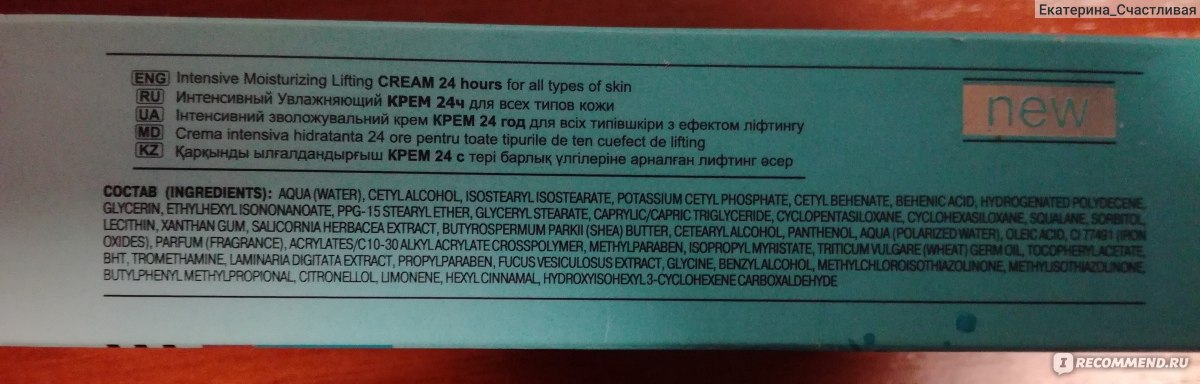 Екатерина_Счастливая
ENG Intensive Moisturizing Lifting CREAM 24 hours for all types of skin
RU Интенсивный Увлажняющий КРЕМ 24ч для всех типов кожи
UA Інтенсивний зволожувальний крем КРЕМ 24 год для всіх типівшкіри з ефектом ліфтингу
MD Crema intensiva hidratanta 24 ore pentru toate tipurile de ten cuefect de lifting
KZ Қарқынды ылғалдандырғыш КРЕМ 24 с тері барлық үлгілеріне арналған лифтинг әсер
new
СОСТАВ (INGREDIENTS): AQUA (WATER), CETYL ALCOHOL, ISOSTEARYL ISOSTEARATE, POTASSIUM CETYL PHOSPHATE, CETYL BEHENATE, BEHENIC ACID, HYDROGENATED POLYDECENE,
GLYCERIN, ETHYLHEXYL ISONONANOATE, PPG-15 STEARYL ETHER, GLYCERYL STEARATE, CAPRYLIC/CAPRIC TRIGLYCERIDE, CYCLOPENTASILOXANE, CYCLOHEXASILOXANE, SQUALANE, SORBITOL,
LECITHIN, XANTHAN GUM, SALICORNIA HERBACEA EXTRACT, BUTYROSPERMUM PARKII (SHEA) BUTTER, CETEARYL ALCOHOL, PANTHENOL, AQUA (POLARIZED WATER), OLEIC ACID, CI 77491 (IRON
OXIDES), PARFUM (FRAGRANCE), ACRYLATES/C10-30 ALKYL ACRYLATE CROSSPOLYMER, METHYLPARABEN, ISOPROPYL MYRISTATE, TRITICUM VULGARE (WHEAT) GERM OIL, TOCOPHERYL ACETATE,
BHT, TROMETHAMINE, LAMINARIA DIGITATA EXTRACT, PROPYLPARABEN, FUCUS VESICULOSUS EXTRACT, GLYCINE, BENZYL ALCOHOL, METHYLCHLOROISOTHIAZOLINONE, METHYLISOTHIAZOLINONE,
BUTYLPHENYL METHYLPROPIONAL, CITRONELLOL, LIMONENE, HEXYL CINNAMAL, HYDROXYISOHEXYL 3-CYCLOHEXENE CARBOXALDEHYDE
I RECOMMEND.RU